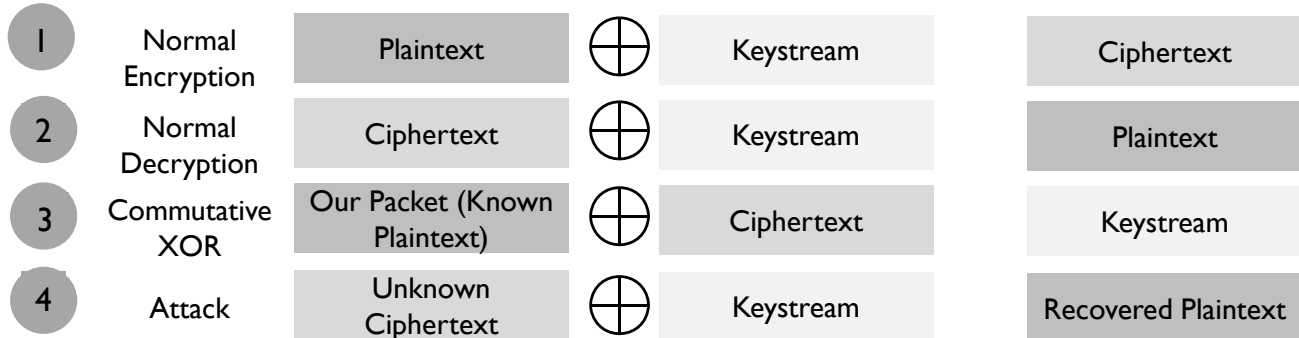 1 Normal Encryption Plaintext Keystream Ciphertext
2 Normal Decryption Ciphertext Keystream Plaintext
3 Commutative XOR Our Packet (Known Plaintext) Ciphertext Keystream
4 Attack Unknown Ciphertext Keystream Recovered Plaintext